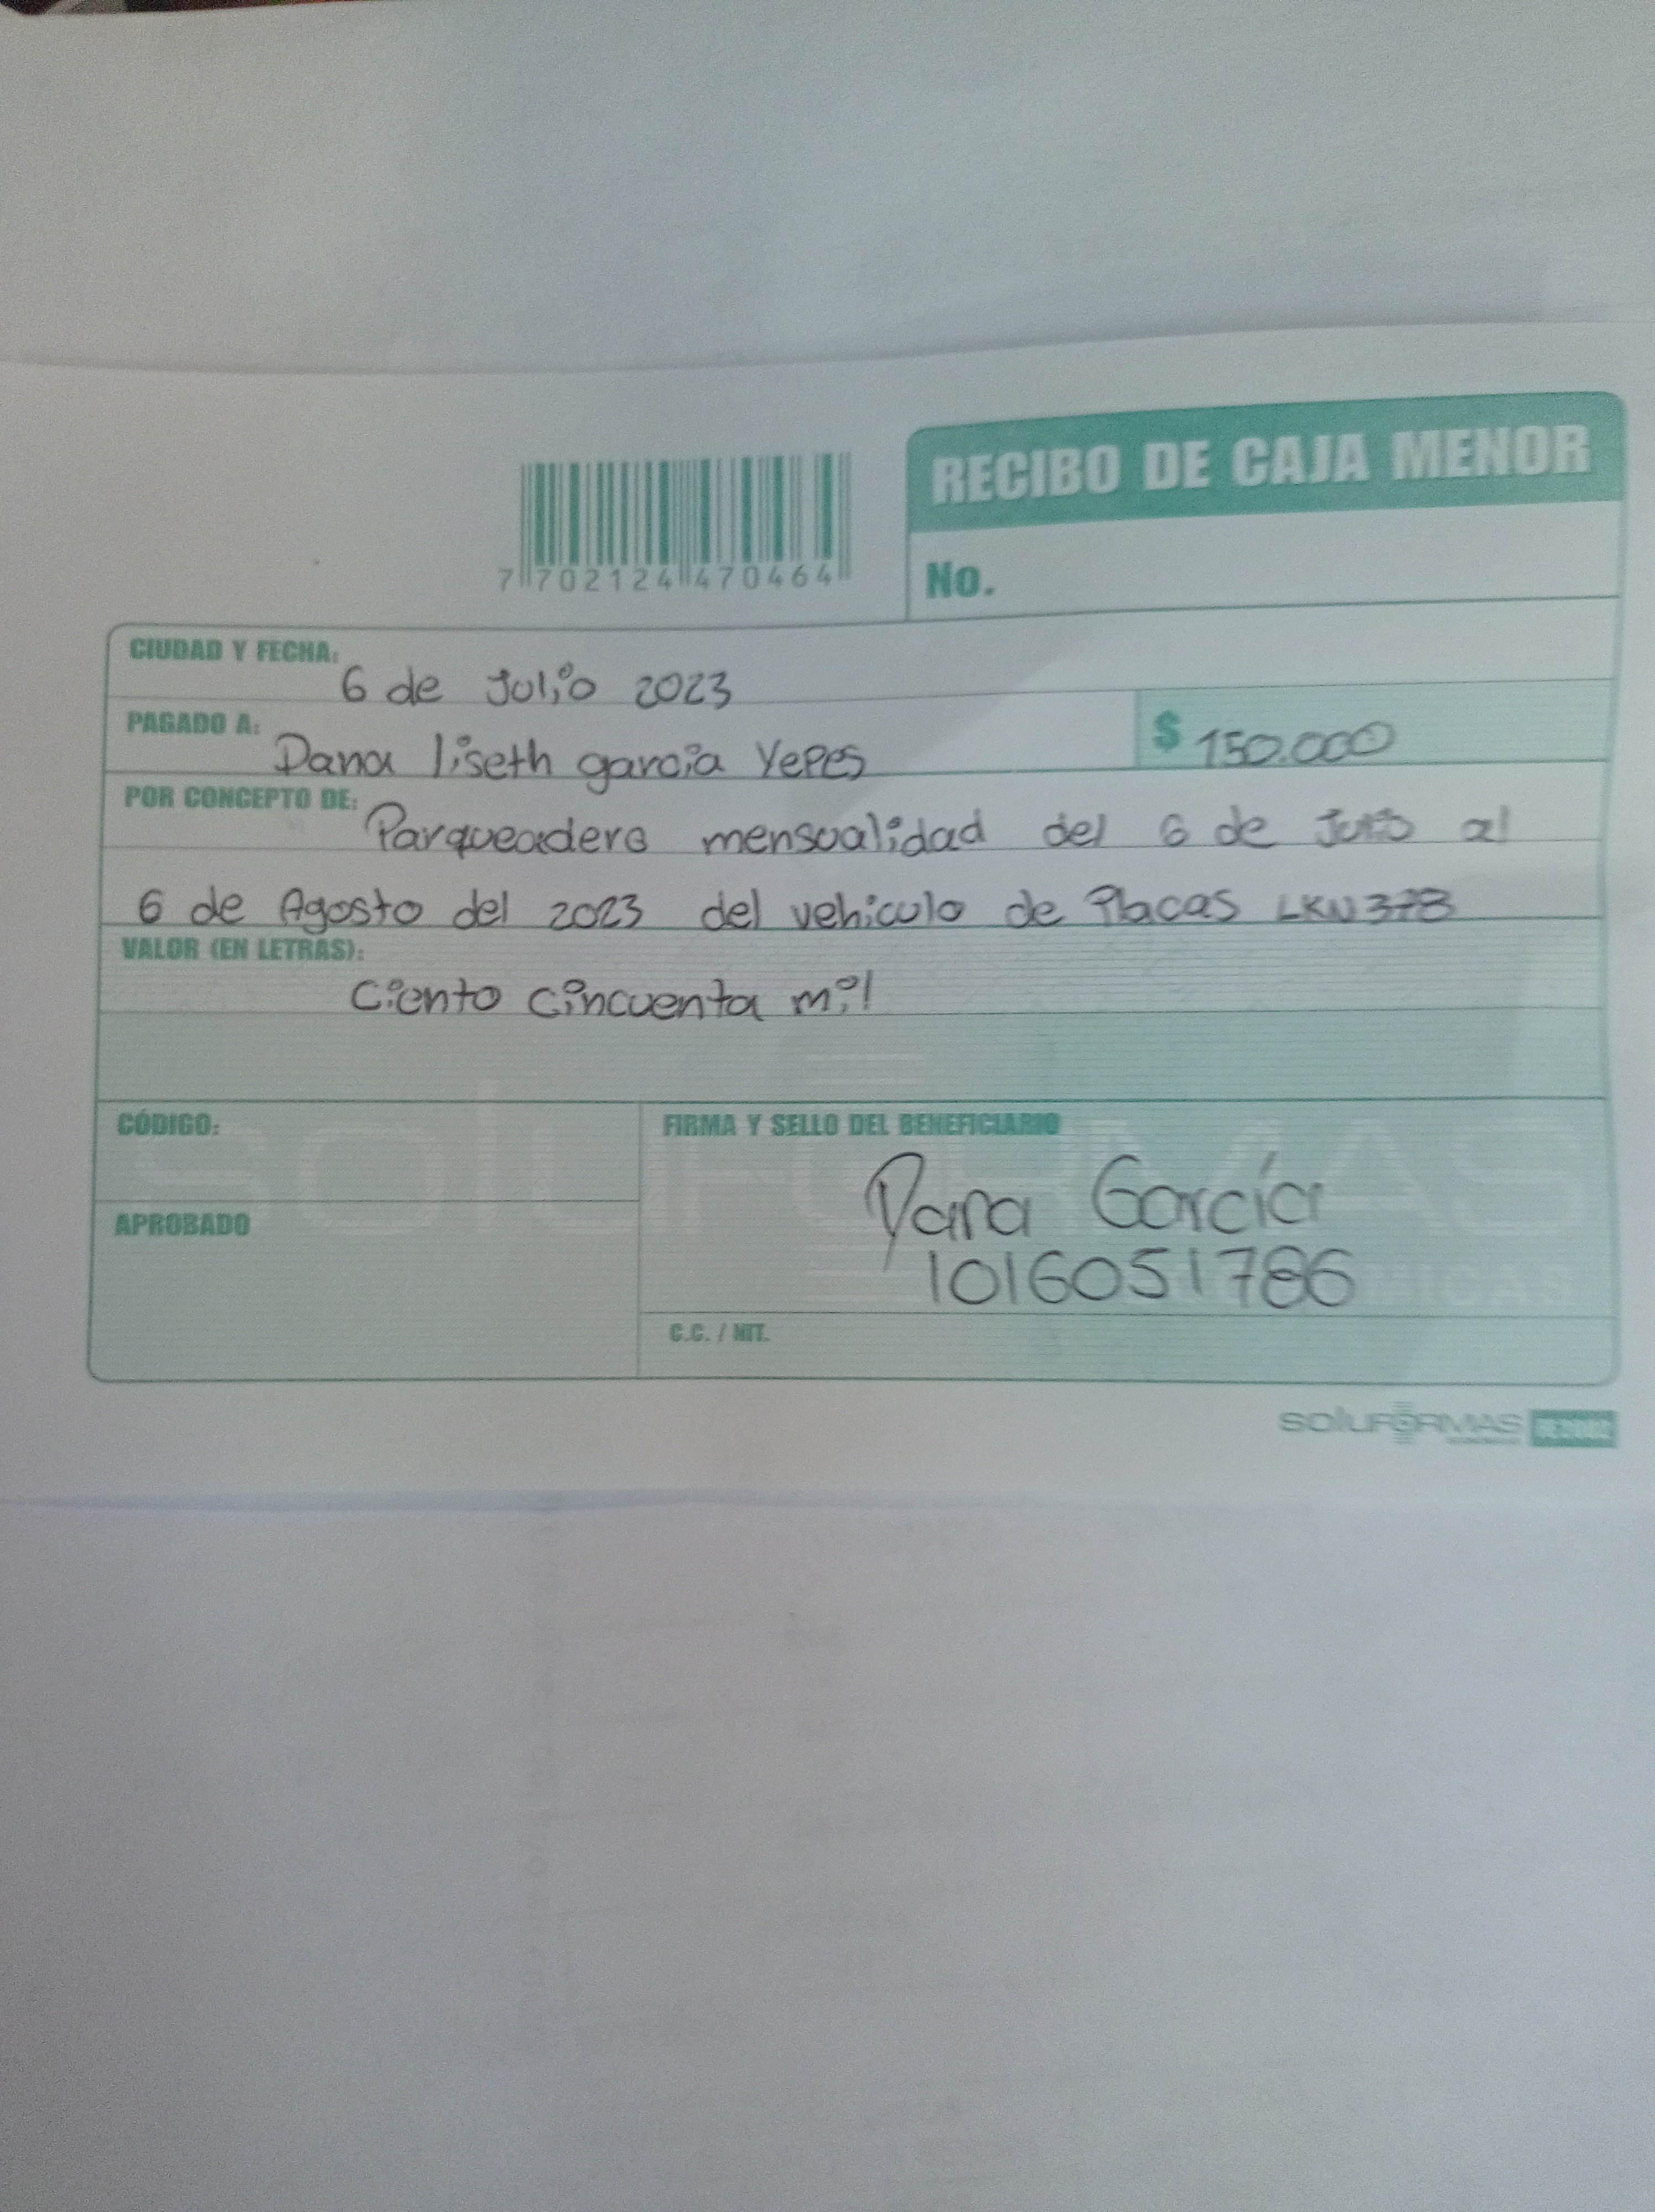 RECIBO DE CAJA MENOR
7 702124 470464
No.
CIUDAD Y FECHA:
6 de Julio 2023
PAGADO A:
Dana liseth garcia Yepes
$ 150.000
POR CONCEPTO DE:
Parqueadero mensualidad del 6 de Julio al
6 de Agosto del 2023 del vehiculo de Placas LKN378
VALOR (EN LETRAS):
Ciento cincuenta mil
CÓDIGO:
FIRMA Y SELLO DEL BENEFICIARIO
Dana García
1016051786
APROBADO
C.C. / NIT.
SOLUFORMAS